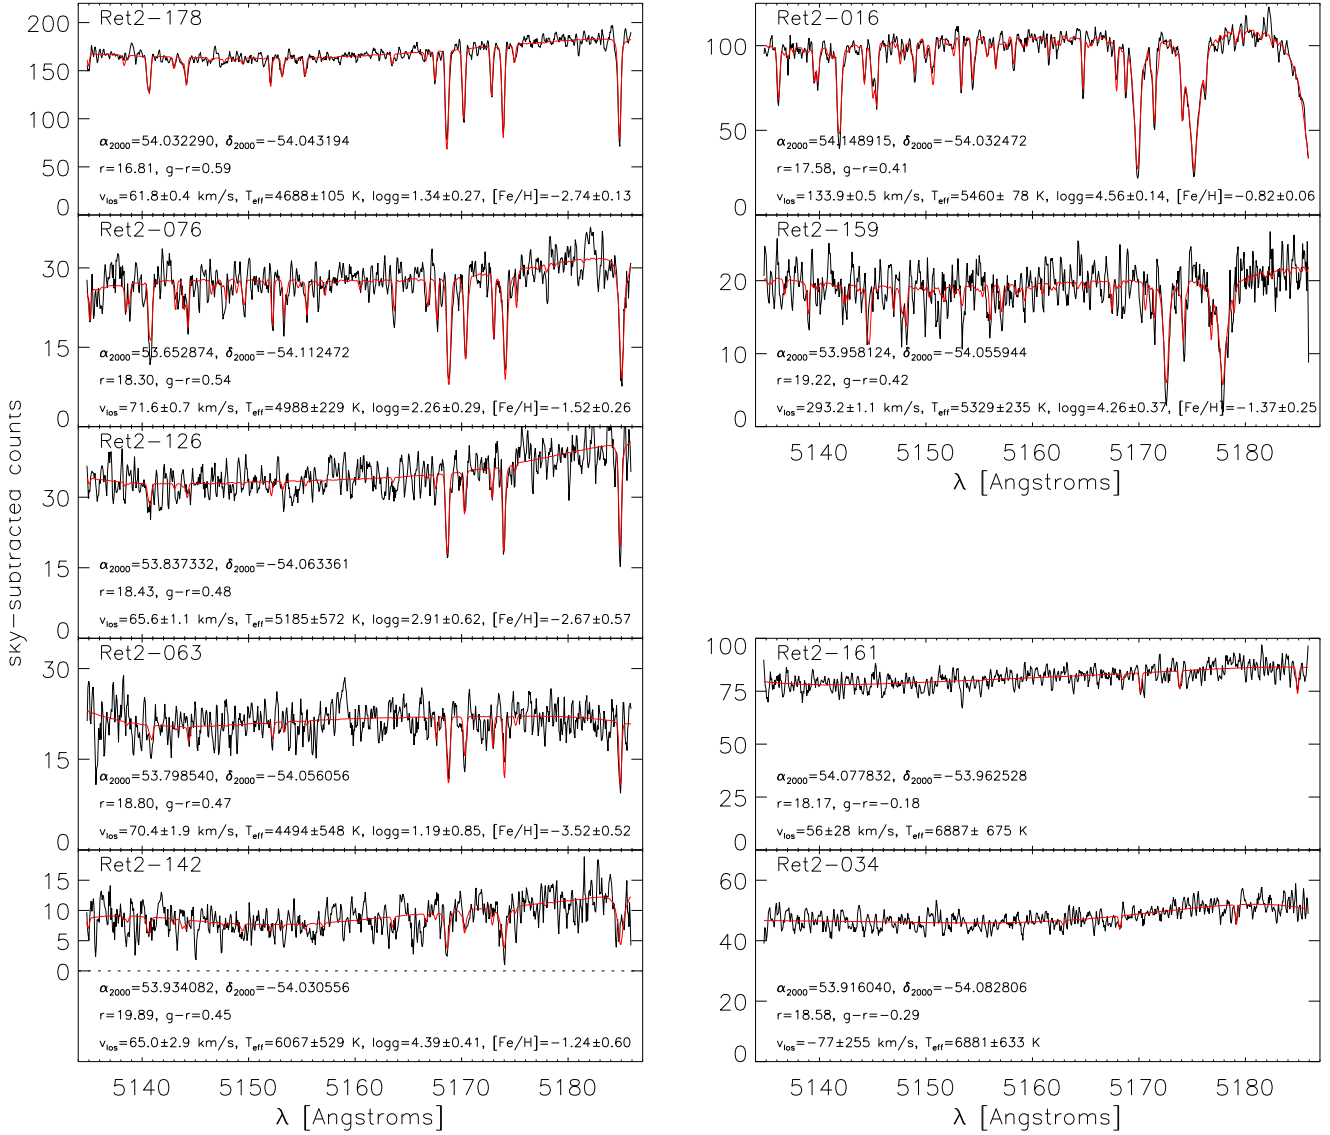 sky−subtracted counts
Ret2−178
200
150
100
50
0
α2000=54.032290, δ2000=−54.043194
r=16.81, g−r=0.59
vlos=61.8±0.4 km/s, Teff=4688±105 K, logg=1.34±0.27, [Fe/H]=−2.74±0.13
Ret2−076
30
15
0
α2000=53.652874, δ2000=−54.112472
r=18.30, g−r=0.54
vlos=71.6±0.7 km/s, Teff=4988±229 K, logg=2.26±0.29, [Fe/H]=−1.52±0.26
Ret2−126
30
15
0
α2000=53.837332, δ2000=−54.063361
r=18.43, g−r=0.48
vlos=65.6±1.1 km/s, Teff=5185±572 K, logg=2.91±0.62, [Fe/H]=−2.67±0.57
Ret2−063
30
15
0
α2000=53.798540, δ2000=−54.056056
r=18.80, g−r=0.47
vlos=70.4±1.9 km/s, Teff=4494±548 K, logg=1.19±0.85, [Fe/H]=−3.52±0.52
Ret2−142
15
10
5
0
α2000=53.934082, δ2000=−54.030556
r=19.89, g−r=0.45
vlos=65.0±2.9 km/s, Teff=6067±529 K, logg=4.39±0.41, [Fe/H]=−1.24±0.60
5140 5150 5160 5170 5180
λ [Angstroms]
Ret2−016
100
50
0
α2000=54.148915, δ2000=−54.032472
r=17.58, g−r=0.41
vlos=133.9±0.5 km/s, Teff=5460± 78 K, logg=4.56±0.14, [Fe/H]=−0.82±0.06
Ret2−159
20
10
0
α2000=53.958124, δ2000=−54.055944
r=19.22, g−r=0.42
vlos=293.2±1.1 km/s, Teff=5329±235 K, logg=4.26±0.37, [Fe/H]=−1.37±0.25
5140 5150 5160 5170 5180
λ [Angstroms]
Ret2−161
100
75
50
25
0
α2000=54.077832, δ2000=−53.962528
r=18.17, g−r=−0.18
vlos=56±28 km/s, Teff=6887± 675 K
Ret2−034
60
40
20
0
α2000=53.916040, δ2000=−54.082806
r=18.58, g−r=−0.29
vlos=−77±255 km/s, Teff=6881±633 K
5140 5150 5160 5170 5180
λ [Angstroms]